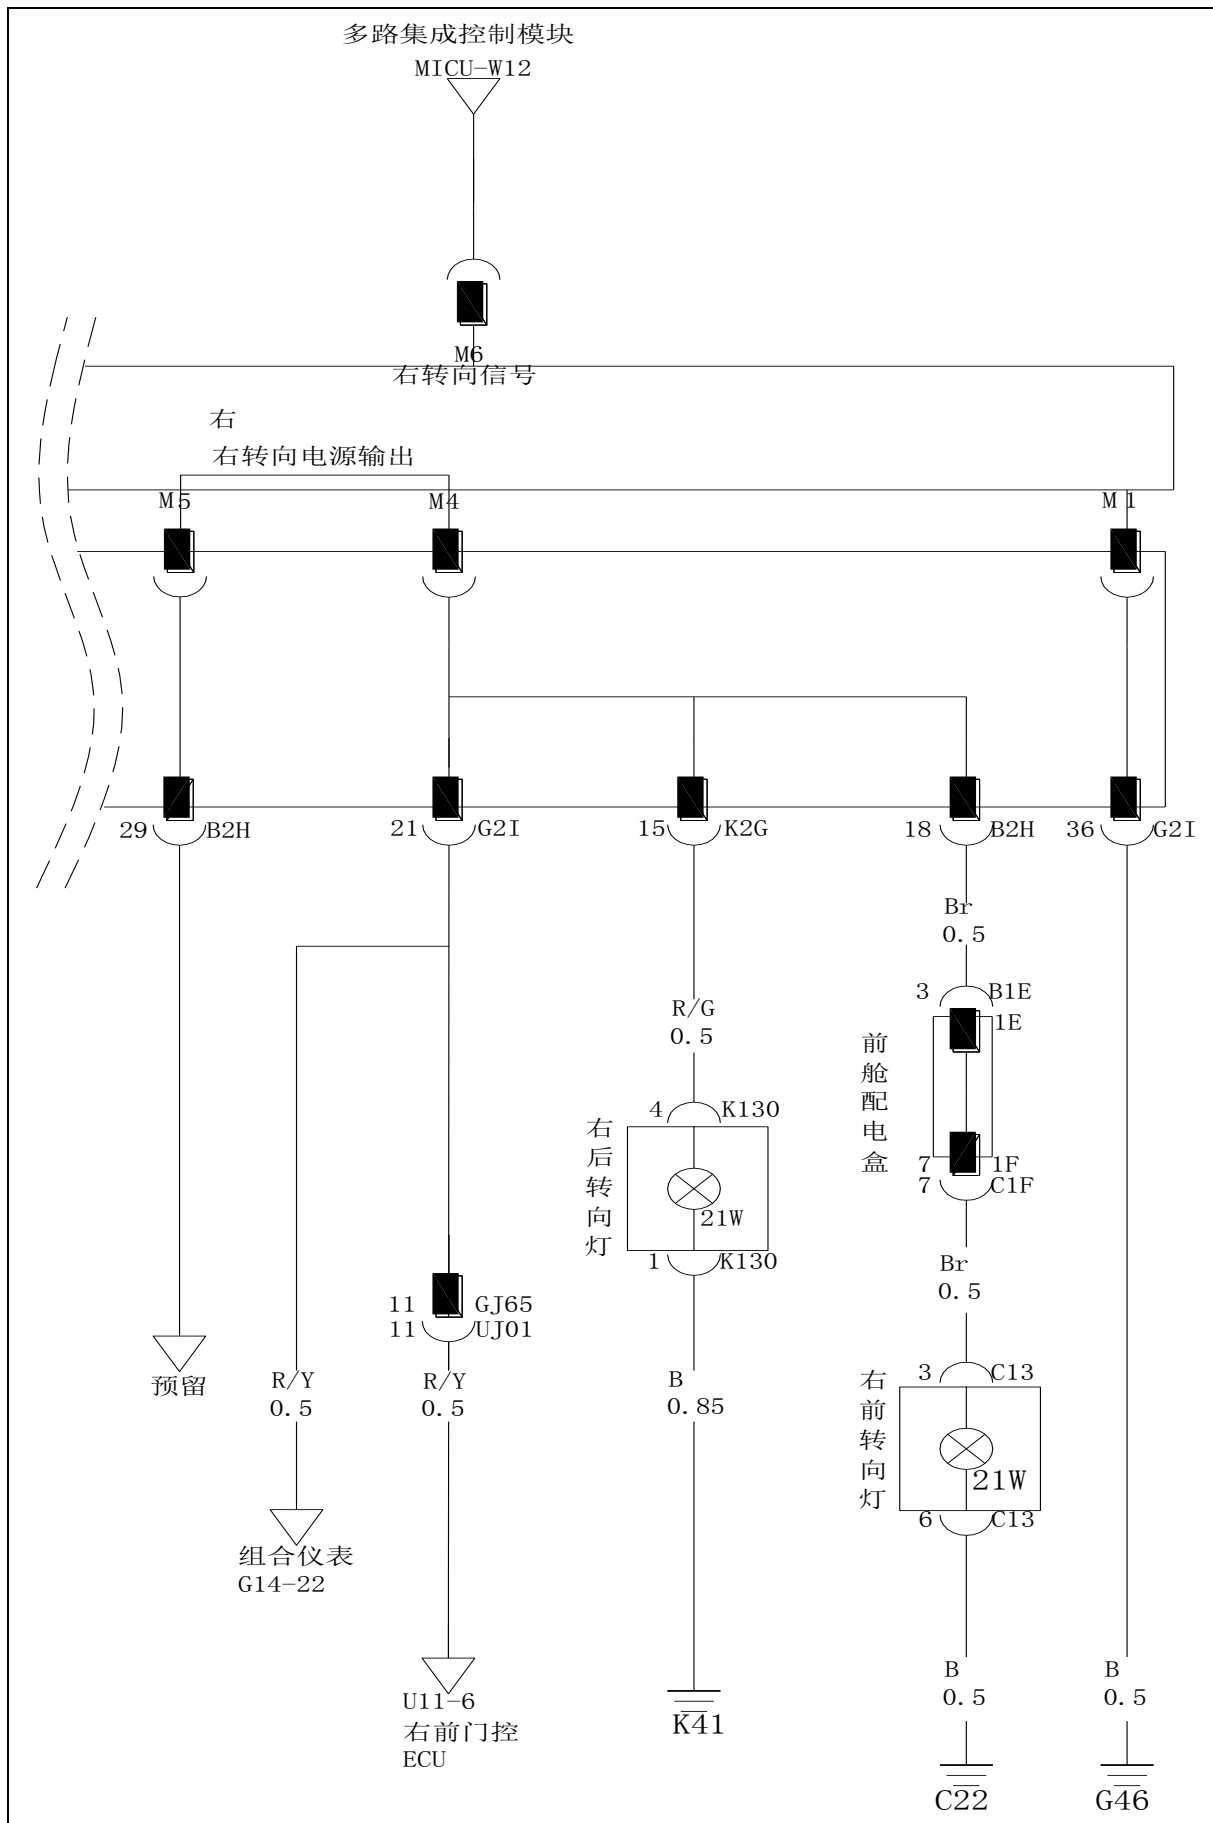 多路集成控制模块
MICU-W12
M6
右转向信号
右
右转向电源输出
M5
M4
M1
29 B2H
21 G2I
15 K2G
18 B2H
36 G2I
Br
0.5
3 B1E
1E
前舱配电盒
7 1F
7 C1F
R/G
0.5
4 K130
右后转向灯
21W
1 K130
Br
0.5
11 GJ65
11 UJ01
预留
R/Y
0.5
R/Y
0.5
B
0.85
3 C13
右前转向灯
21W
6 C13
组合仪表
G14-22
U11-6
右前门控
ECU
K41
B
0.5
B
0.5
C22
G46